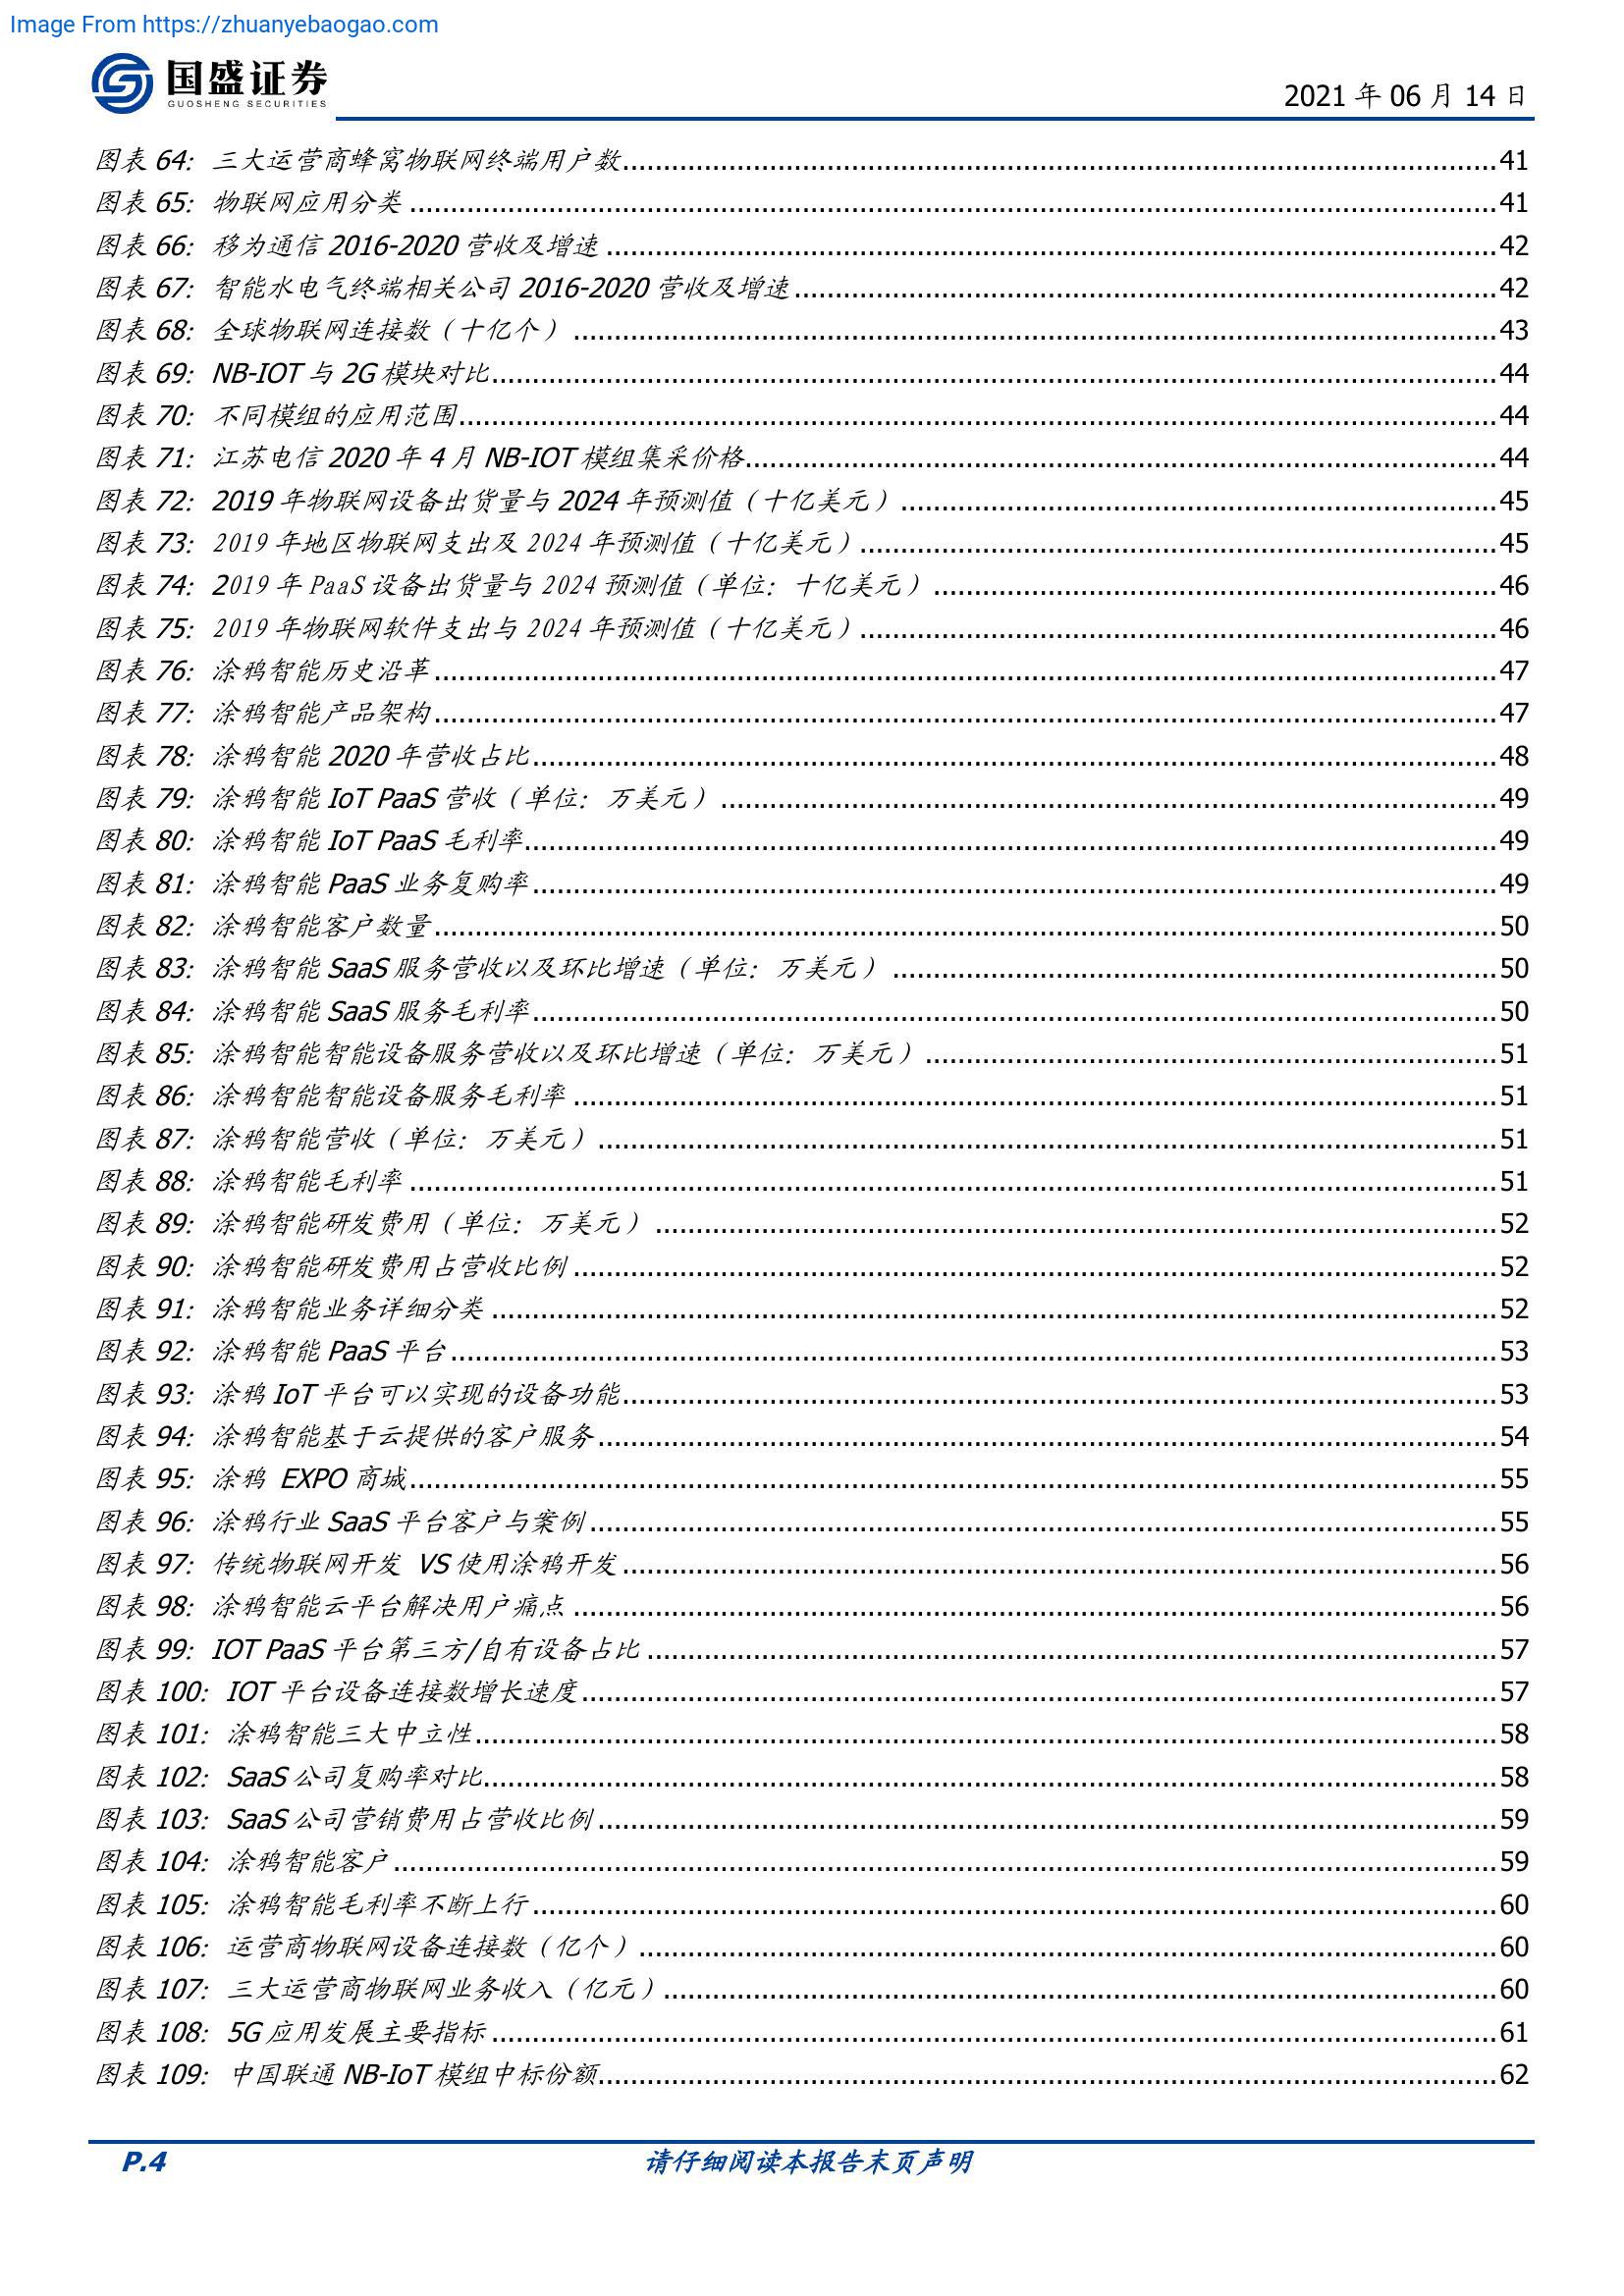 Image From https://zhuanyebaogao.com
国盛证券
GUOSHENG SECURITIES
2021 年 06 月 14 日
图表 64：三大运营商蜂窝物联网终端用户数 41
图表 65：物联网应用分类 41
图表 66：移为通信 2016-2020 营收及增速 42
图表 67：智能水电气终端相关公司 2016-2020 营收及增速 42
图表 68：全球物联网连接数（十亿个） 43
图表 69：NB-IOT 与 2G 模块对比 44
图表 70：不同模组的应用范围 44
图表 71：江苏电信 2020 年 4 月 NB-IOT 模组集采价格 44
图表 72：2019 年物联网设备出货量与 2024 年预测值（十亿美元） 45
图表 73：2019 年地区物联网支出及 2024 年预测值（十亿美元） 45
图表 74：2019 年 PaaS 设备出货量与 2024 预测值（单位：十亿美元） 46
图表 75：2019 年物联网软件支出与 2024 年预测值（十亿美元） 46
图表 76：涂鸦智能历史沿革 47
图表 77：涂鸦智能产品架构 47
图表 78：涂鸦智能 2020 年营收占比 48
图表 79：涂鸦智能 IoT PaaS 营收（单位：万美元） 49
图表 80：涂鸦智能 IoT PaaS 毛利率 49
图表 81：涂鸦智能 PaaS 业务复购率 49
图表 82：涂鸦智能客户数量 50
图表 83：涂鸦智能 SaaS 服务营收以及环比增速（单位：万美元） 50
图表 84：涂鸦智能 SaaS 服务毛利率 50
图表 85：涂鸦智能智能设备服务营收以及环比增速（单位：万美元） 51
图表 86：涂鸦智能智能设备服务毛利率 51
图表 87：涂鸦智能营收（单位：万美元） 51
图表 88：涂鸦智能毛利率 51
图表 89：涂鸦智能研发费用（单位：万美元） 52
图表 90：涂鸦智能研发费用占营收比例 52
图表 91：涂鸦智能业务详细分类 52
图表 92：涂鸦智能 PaaS 平台 53
图表 93：涂鸦 IoT 平台可以实现的设备功能 53
图表 94：涂鸦智能基于云提供的客户服务 54
图表 95：涂鸦 EXPO 商城 55
图表 96：涂鸦行业 SaaS 平台客户与案例 55
图表 97：传统物联网开发 VS 使用涂鸦开发 56
图表 98：涂鸦智能云平台解决用户痛点 56
图表 99：IOT PaaS 平台第三方/自有设备占比 57
图表 100：IOT 平台设备连接数增长速度 57
图表 101：涂鸦智能三大中立性 58
图表 102：SaaS 公司复购率对比 58
图表 103：SaaS 公司营销费用占营收比例 59
图表 104：涂鸦智能客户 59
图表 105：涂鸦智能毛利率不断上行 60
图表 106：运营商物联网设备连接数（亿个） 60
图表 107：三大运营商物联网业务收入（亿元） 60
图表 108：5G 应用发展主要指标 61
图表 109：中国联通 NB-IoT 模组中标份额 62
P.4 请仔细阅读本报告末页声明